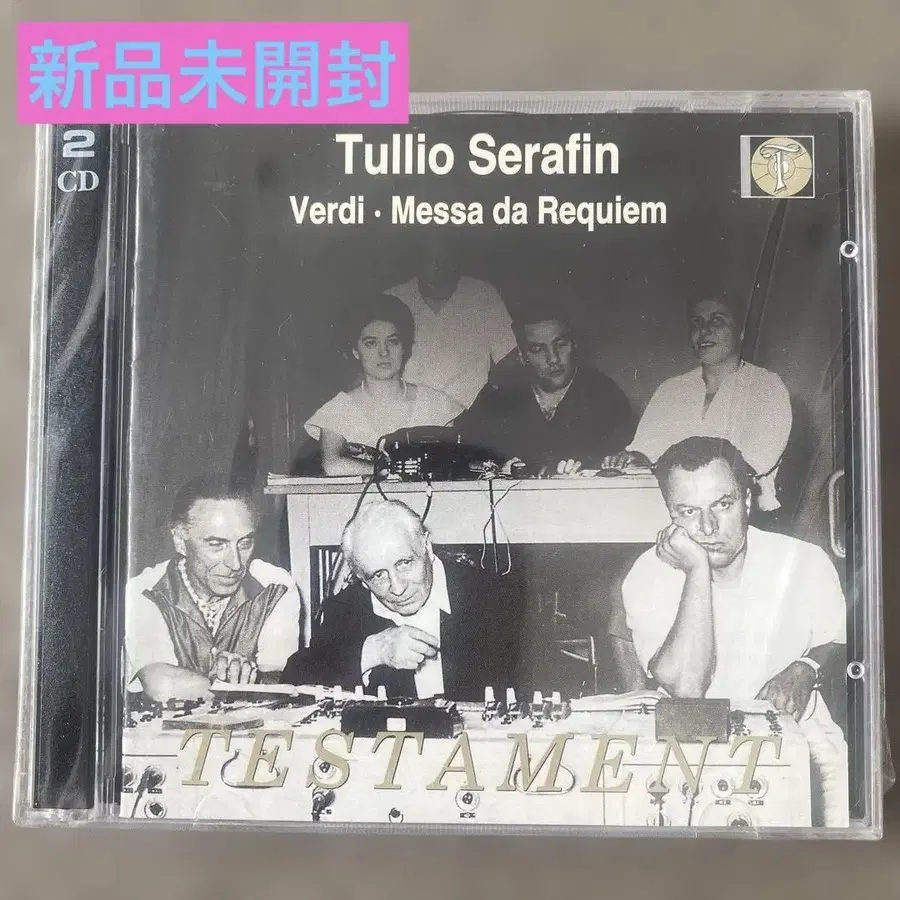 新品未開封
2
CD
Tullio Serafin
Verdi · Messa da Requiem
TESTAMENT